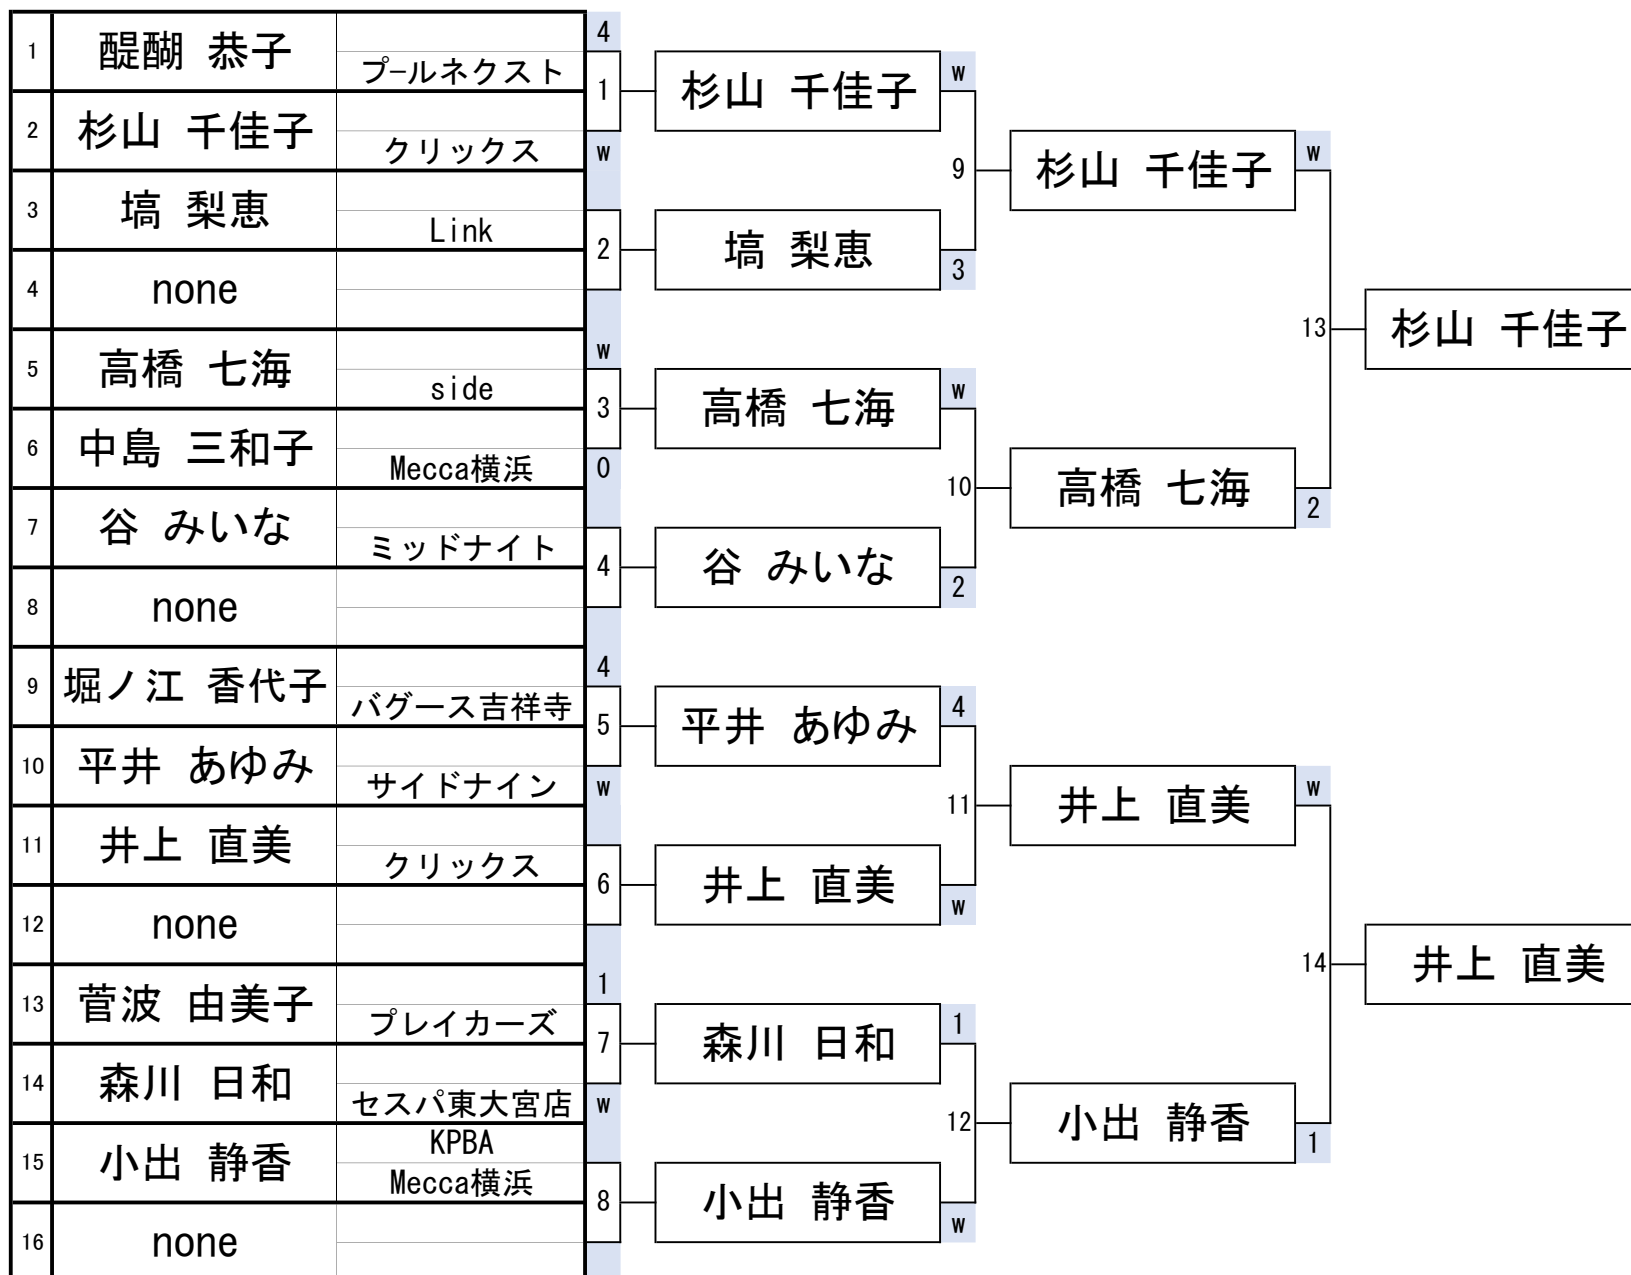 1 醍醐 恭子 プールネクスト 4
2 杉山 千佳子 クリックス w
1 杉山 千佳子 w
3 塙 梨恵 Link
2 塙 梨恵 3
4 none
9 杉山 千佳子 w
5 高橋 七海 side w
6 中島 三和子 Mecca横浜 0
3 高橋 七海 w
7 谷 みいな ミッドナイト
4 谷 みいな 2
8 none
10 高橋 七海 2
13 杉山 千佳子
9 堀ノ江 香代子 バグース吉祥寺 4
10 平井 あゆみ サイドナイン w
5 平井 あゆみ 4
11 井上 直美 クリックス
6 井上 直美 w
12 none
11 井上 直美 w
13 菅波 由美子 プレイカーズ 1
14 森川 日和 セスパ東大宮店 w
7 森川 日和 1
15 小出 静香 KPBA
Mecca横浜
8 小出 静香 w
16 none
12 小出 静香 1
14 井上 直美